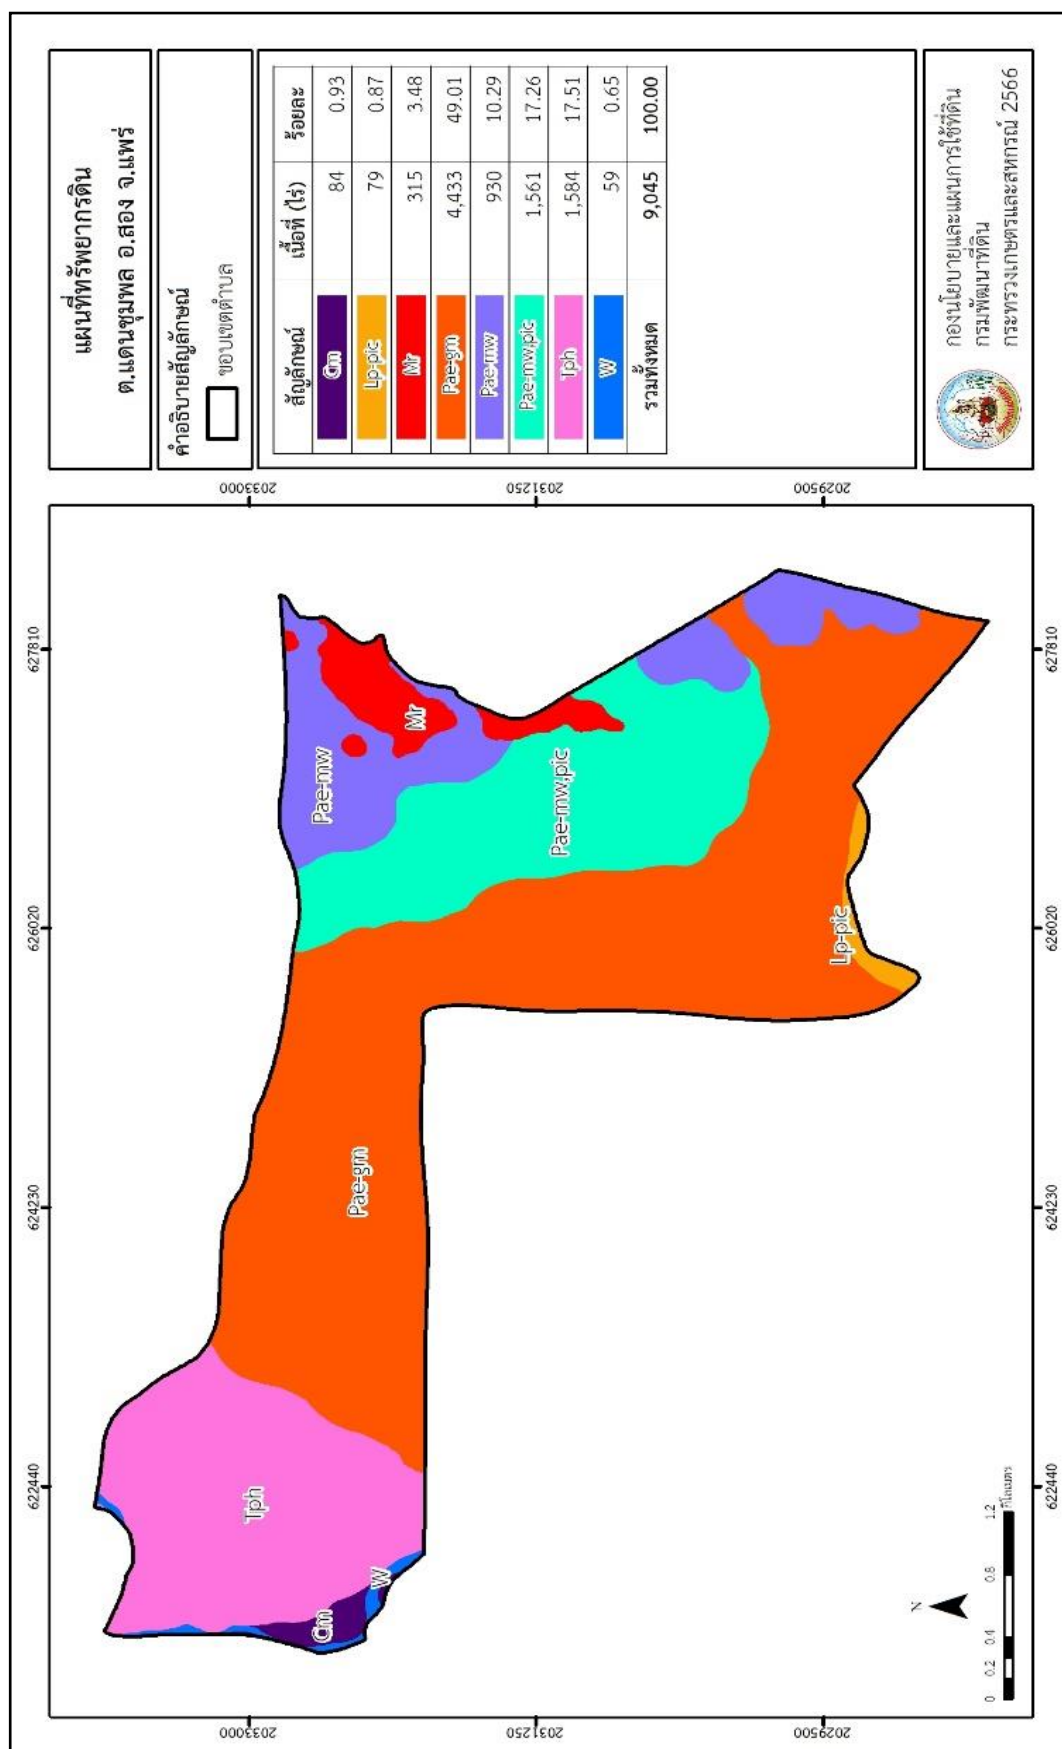 แผนที่ทรัพยากรดิน
ต.แดนชุมพล อ.สอง จ.แพร่
คำอธิบายสัญลักษณ์
ขอบเขตตำบล
สัญลักษณ์ เนื้อที่ (ไร่) ร้อยละ
Cm 84 0.93
Lp-pic 79 0.87
Mr 315 3.48
Pae-gm 4,433 49.01
Pae-mw 930 10.29
Pae-mw,pic 1,561 17.26
Tph 1,584 17.51
W 59 0.65
รวมทั้งหมด 9,045 100.00
กองนโยบายและแผนการใช้ที่ดิน
กรมพัฒนาที่ดิน
กระทรวงเกษตรและสหกรณ์ 2566
622440 624230 626020 627810
2033000 2033000
2031250 2031250
2029500 2029500
622440 624230 626020 627810
Tph
Cm
W
Pae-gm
Pae-mw
Mr
Pae-mw,pic
Lp-pic
N
0 0.2 0.4 0.8 1.2
กิโลเมตร